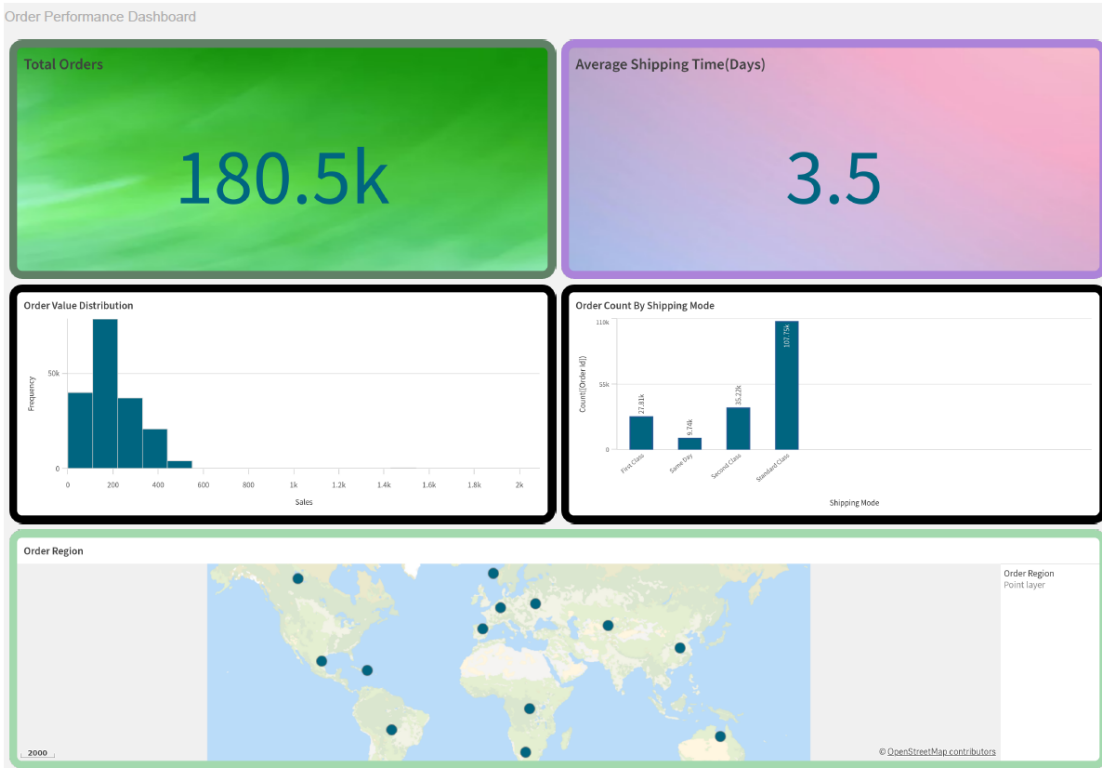 Order Performance Dashboard
Total Orders
180.5k
Average Shipping Time(Days)
3.5
Order Value Distribution
Frequency
50k
0
0 200 400 600 800 1k 1.2k 1.4k 1.6k 1.8k 2k
Sales
Order Count By Shipping Mode
Count([Order Id])
110k
55k
0
27.81k
9.74k
35.22k
102.75k
First Class
Same Day
Second Class
Standard Class
Shipping Mode
Order Region
Order Region
Point layer
2000
© OpenStreetMap contributors